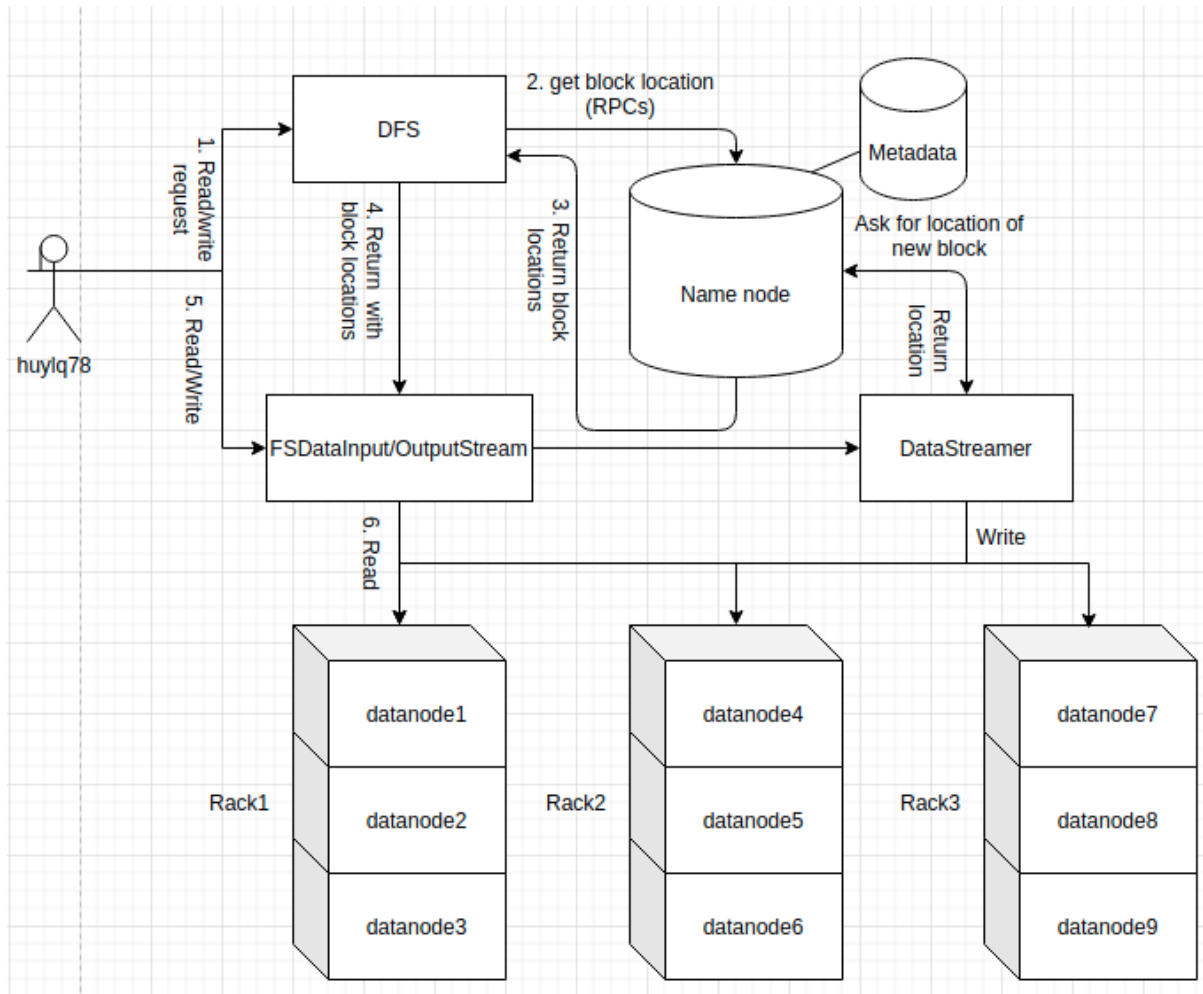 2. get block location
(RPCs)
DFS
Metadata
1. Read/write
request
4. Return with
block locations
3. Return block
locations
Ask for location of
new block
Name node
huylq78
5. Read/Write
Return
location
FSDataInput/OutputStream
DataStreamer
6. Read
Write
datanode1
datanode4
datanode7
Rack1
datanode2
Rack2
datanode5
Rack3
datanode8
datanode3
datanode6
datanode9